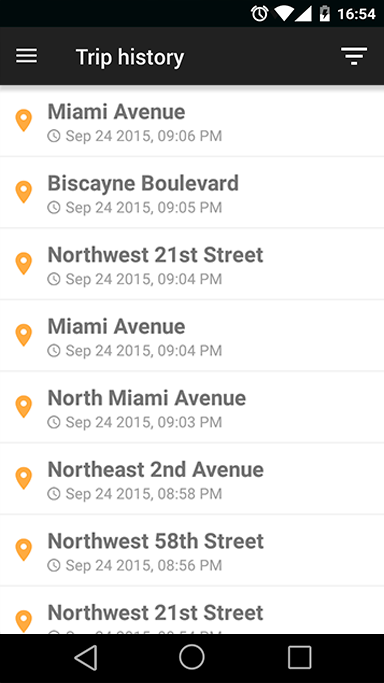 16:54
Trip history
Miami Avenue
Sep 24 2015, 09:06 PM
Biscayne Boulevard
Sep 24 2015, 09:05 PM
Northwest 21st Street
Sep 24 2015, 09:04 PM
Miami Avenue
Sep 24 2015, 09:04 PM
North Miami Avenue
Sep 24 2015, 09:03 PM
Northeast 2nd Avenue
Sep 24 2015, 08:58 PM
Northwest 58th Street
Sep 24 2015, 08:56 PM
Northwest 21st Street